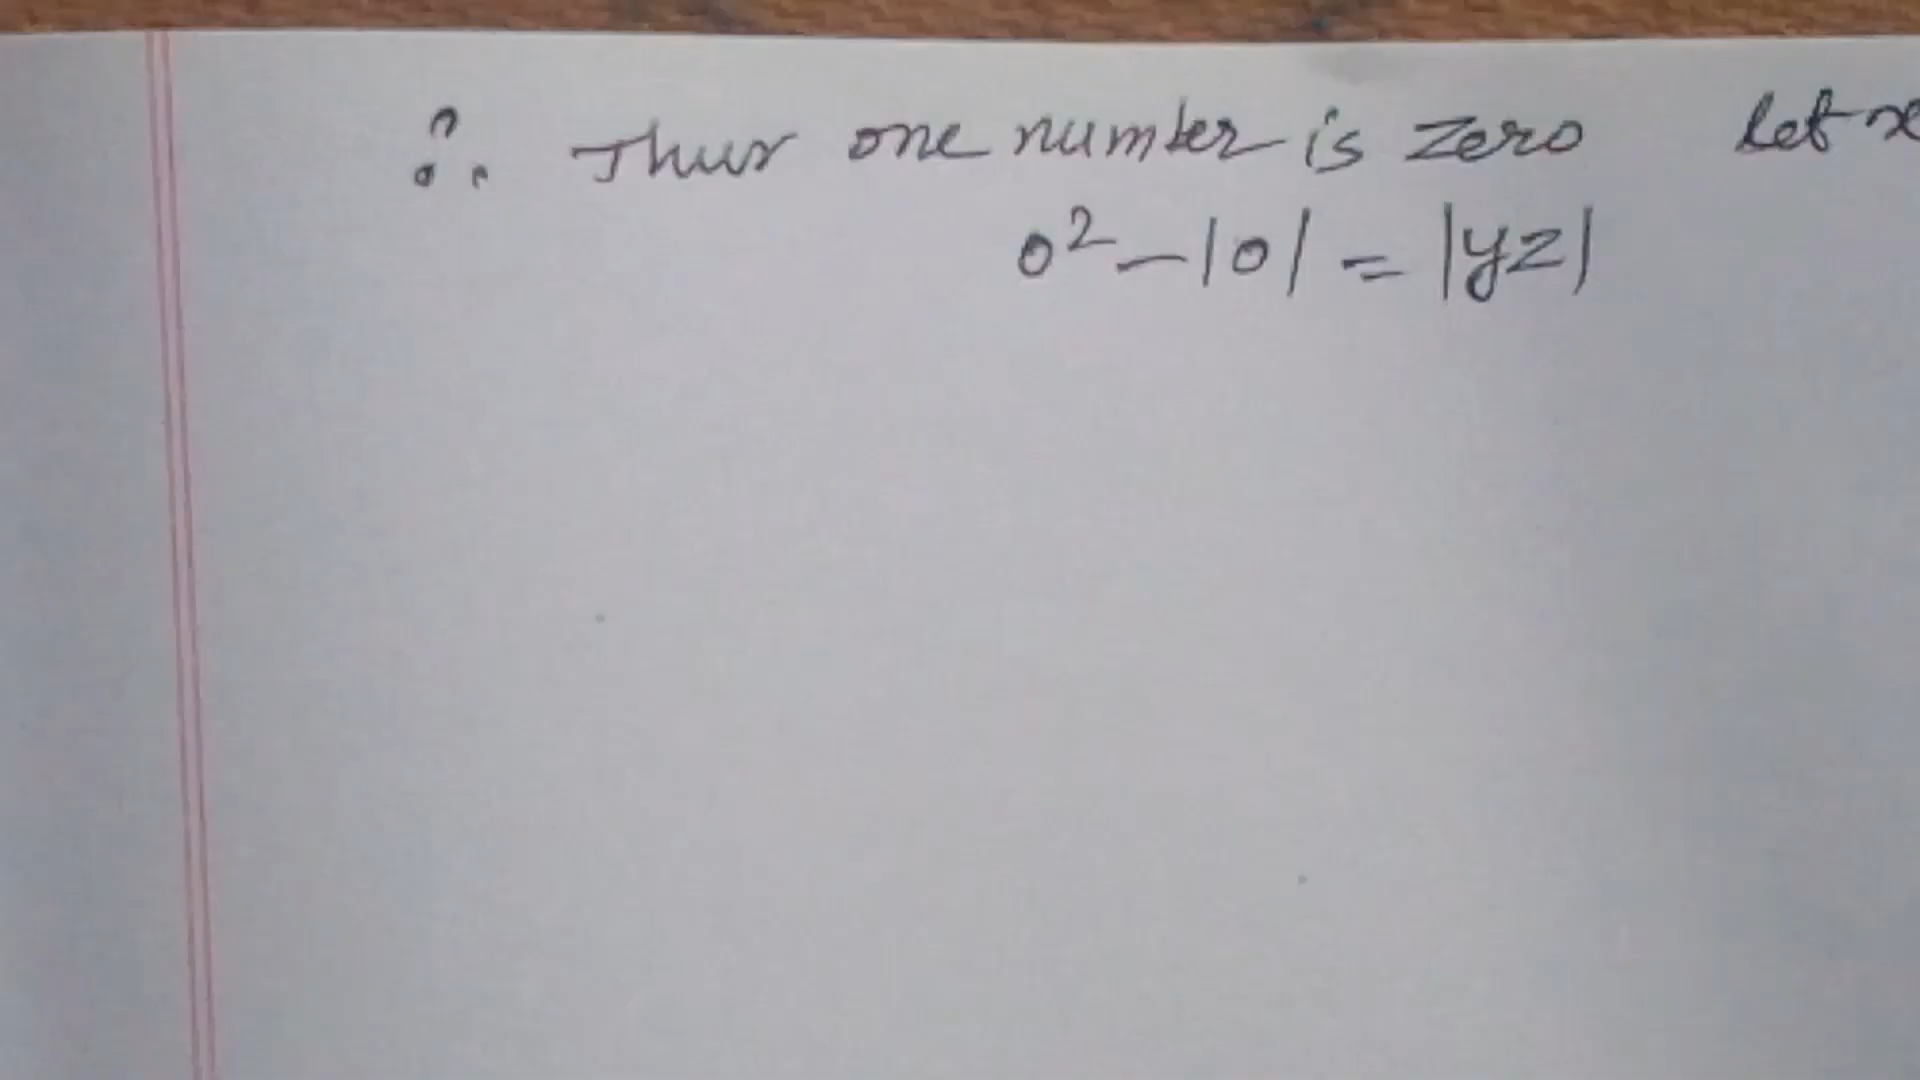 ∴ Thus one number is zero let x
0² - |0| = |yz|